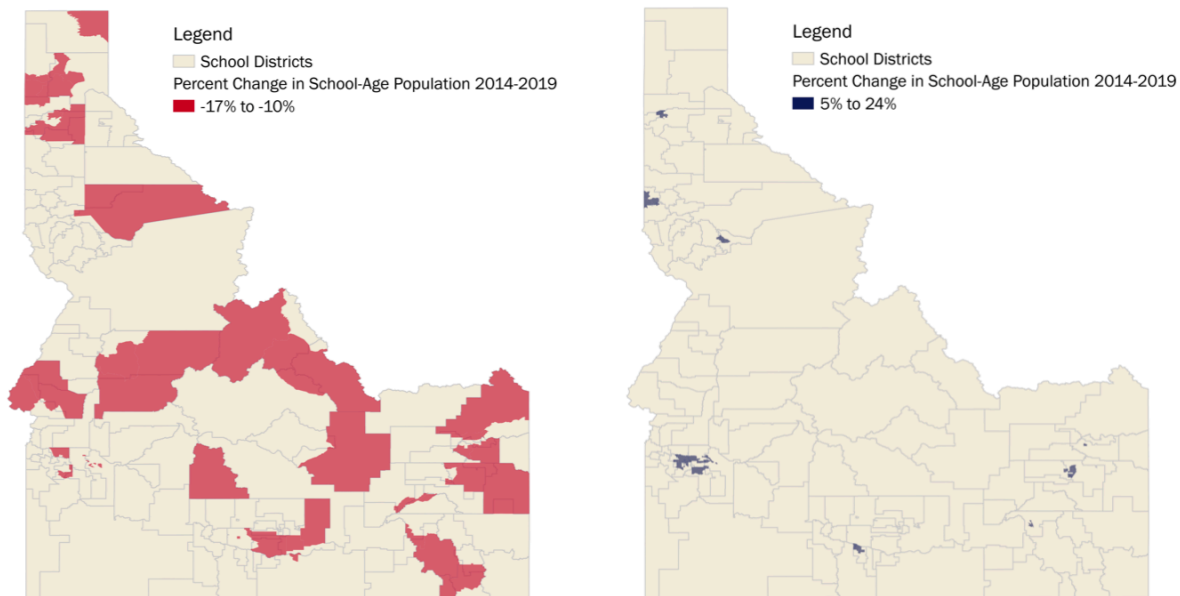 Legend
School Districts
Percent Change in School-Age Population 2014-2019
-17% to -10%
Legend
School Districts
Percent Change in School-Age Population 2014-2019
5% to 24%